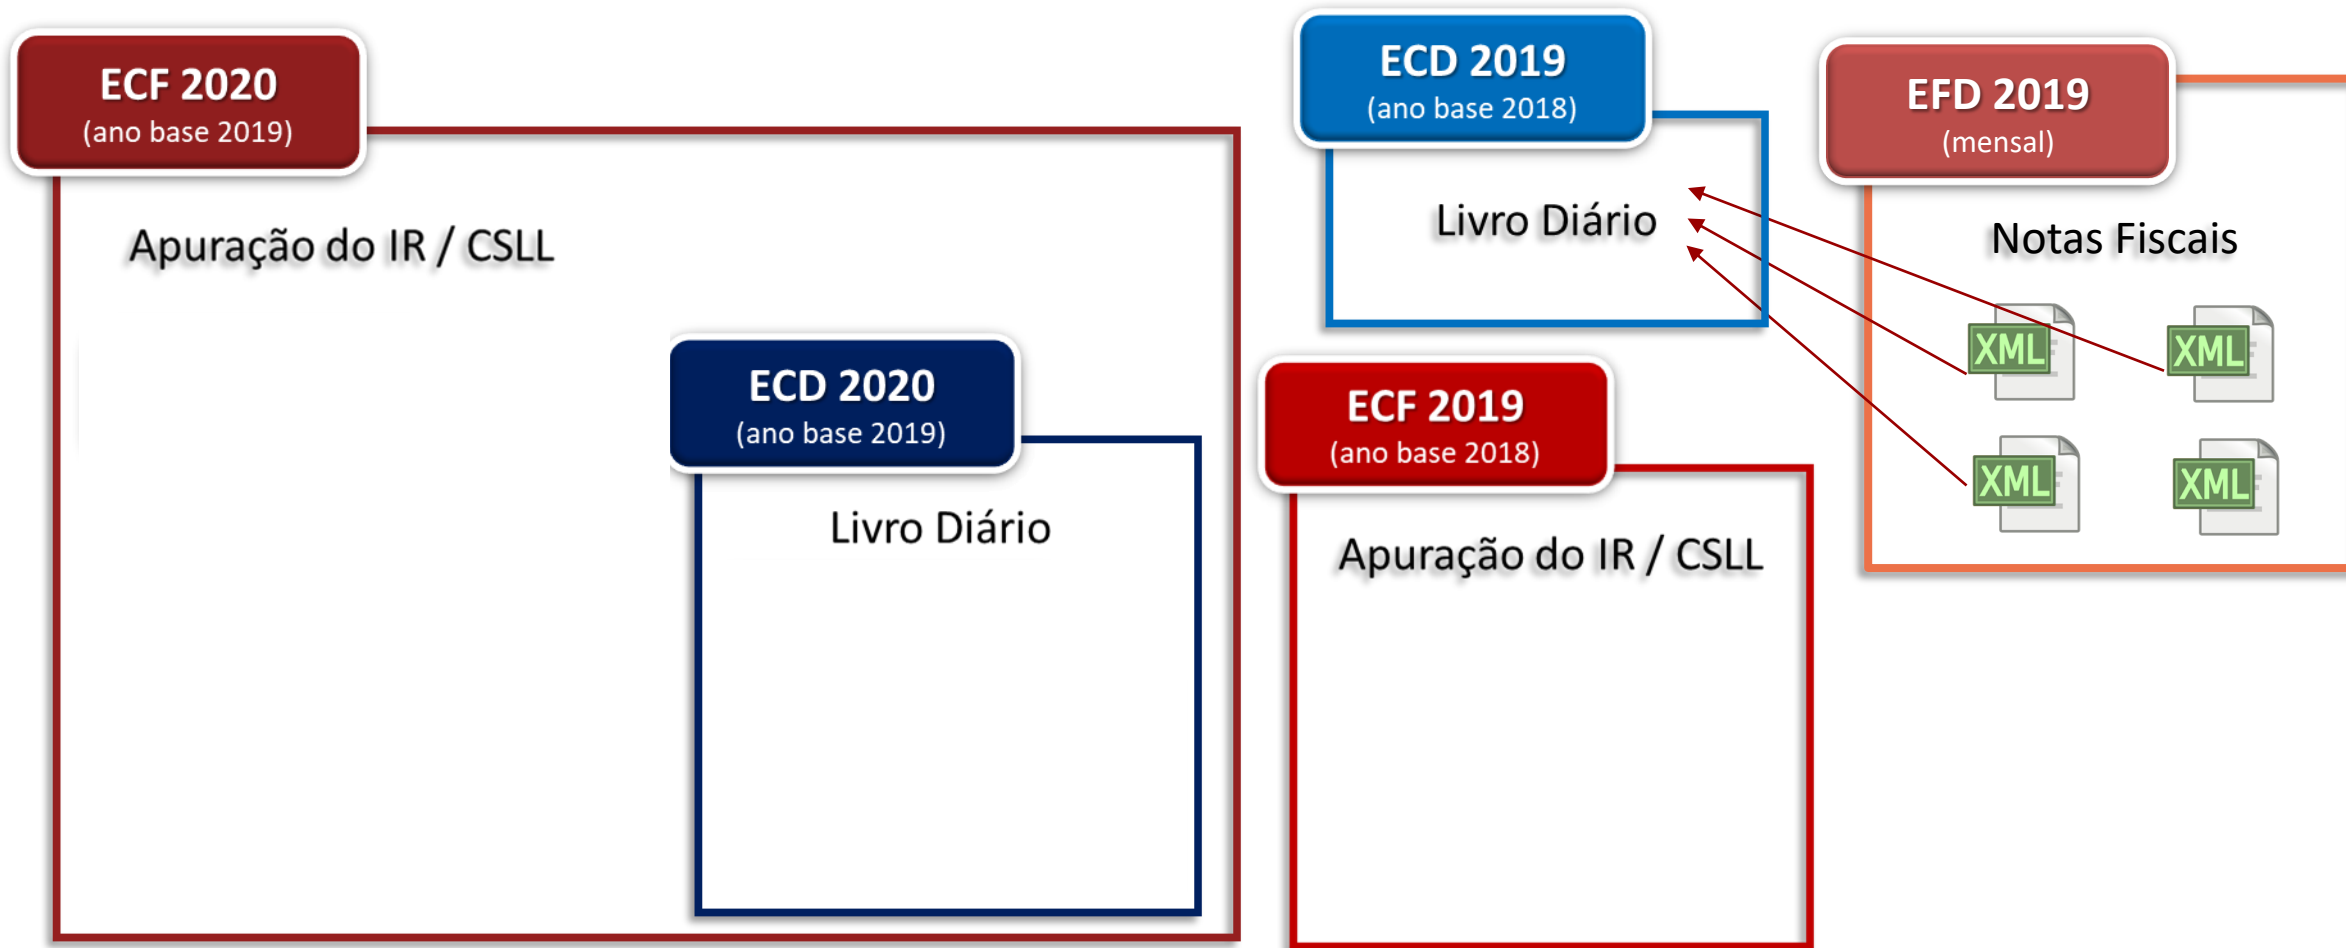 ECF 2020
(ano base 2019)
Apuração do IR / CSLL
ECD 2020
(ano base 2019)
Livro Diário
ECD 2019
(ano base 2018)
Livro Diário
ECF 2019
(ano base 2018)
Apuração do IR / CSLL
EFD 2019
(mensal)
Notas Fiscais
XML
XML
XML
XML